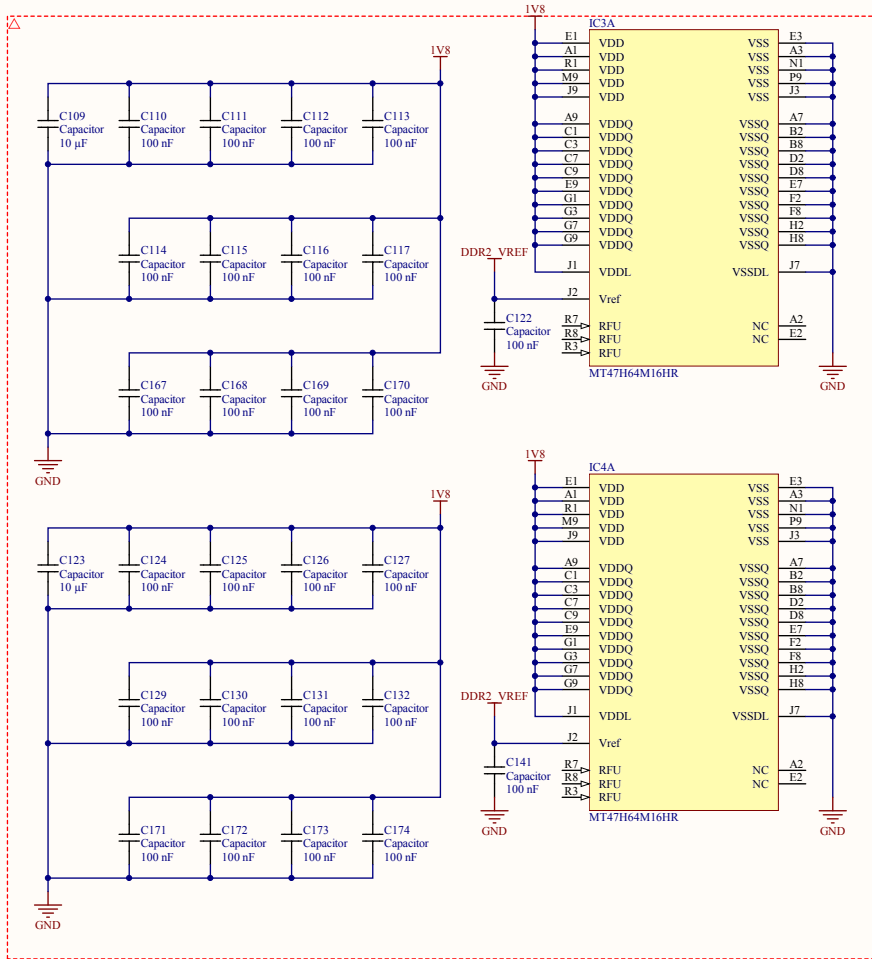 1V8
C109
Capacitor
10 µF
C110
Capacitor
100 nF
C111
Capacitor
100 nF
C112
Capacitor
100 nF
C113
Capacitor
100 nF
C114
Capacitor
100 nF
C115
Capacitor
100 nF
C116
Capacitor
100 nF
C117
Capacitor
100 nF
C167
Capacitor
100 nF
C168
Capacitor
100 nF
C169
Capacitor
100 nF
C170
Capacitor
100 nF
GND
1V8
IC3A
E1 VDD VSS E3
A1 VDD VSS A3
R1 VDD VSS N1
M9 VDD VSS P9
J9 VDD VSS J3
A9 VDDQ VSSQ A7
C1 VDDQ VSSQ B2
C3 VDDQ VSSQ B8
C7 VDDQ VSSQ D2
C9 VDDQ VSSQ D8
E9 VDDQ VSSQ E7
G1 VDDQ VSSQ F2
G3 VDDQ VSSQ F8
G7 VDDQ VSSQ H2
G9 VDDQ VSSQ H8
J1 VDDL VSSDL J7
DDR2_VREF
J2 Vref
C122
Capacitor
100 nF
R7 RFU NC A2
R8 RFU NC E2
R3 RFU
MT47H64M16HR
GND
GND
1V8
C123
Capacitor
10 µF
C124
Capacitor
100 nF
C125
Capacitor
100 nF
C126
Capacitor
100 nF
C127
Capacitor
100 nF
C129
Capacitor
100 nF
C130
Capacitor
100 nF
C131
Capacitor
100 nF
C132
Capacitor
100 nF
C171
Capacitor
100 nF
C172
Capacitor
100 nF
C173
Capacitor
100 nF
C174
Capacitor
100 nF
GND
1V8
IC4A
E1 VDD VSS E3
A1 VDD VSS A3
R1 VDD VSS N1
M9 VDD VSS P9
J9 VDD VSS J3
A9 VDDQ VSSQ A7
C1 VDDQ VSSQ B2
C3 VDDQ VSSQ B8
C7 VDDQ VSSQ D2
C9 VDDQ VSSQ D8
E9 VDDQ VSSQ E7
G1 VDDQ VSSQ F2
G3 VDDQ VSSQ F8
G7 VDDQ VSSQ H2
G9 VDDQ VSSQ H8
J1 VDDL VSSDL J7
DDR2_VREF
J2 Vref
C141
Capacitor
100 nF
R7 RFU NC A2
R8 RFU NC E2
R3 RFU
MT47H64M16HR
GND
GND